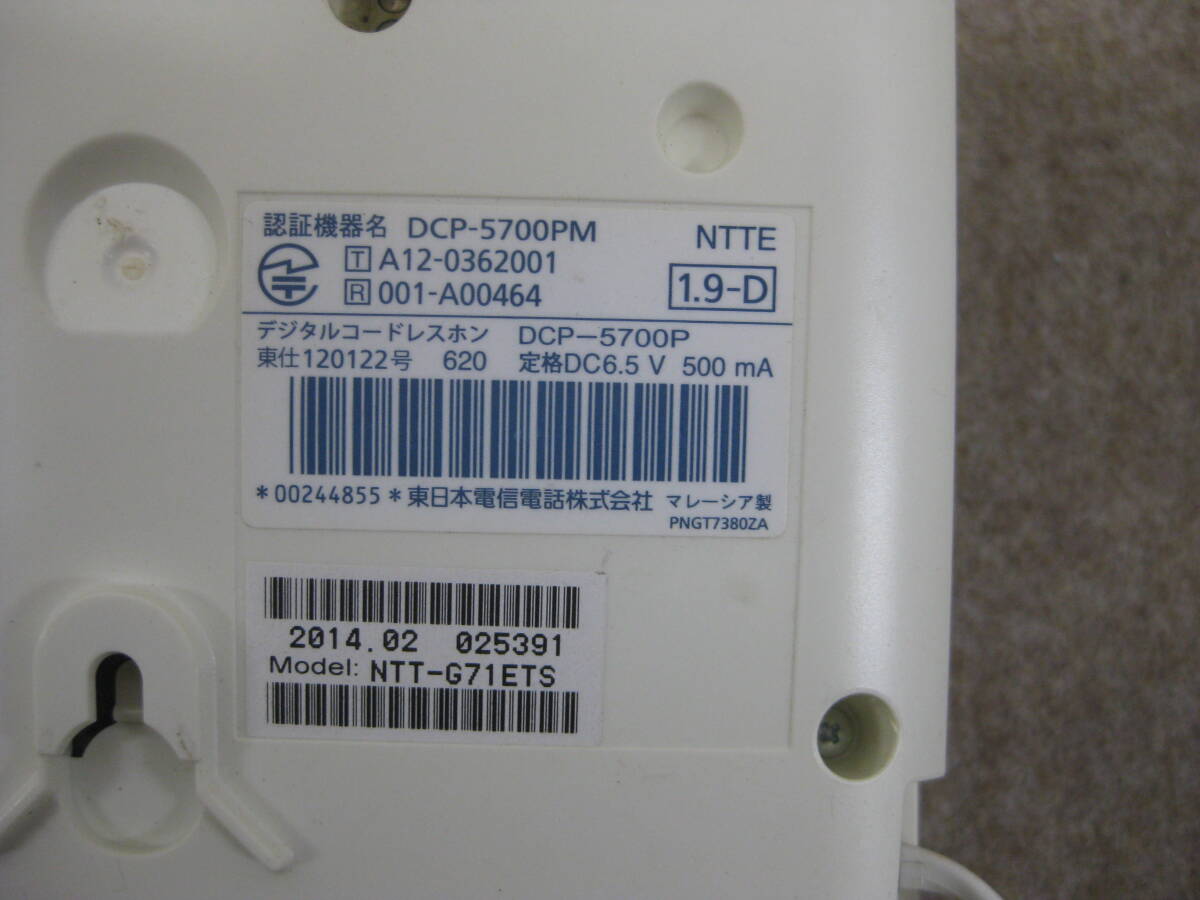 認証機器名 DCP-5700PM NTTE
T A12-0362001
R 001-A00464 1.9-D
デジタルコードレスホン DCP-5700P
東仕120122号 620 定格DC6.5 V 500 mA
*00244855* 東日本電信電話株式会社 マレーシア製
PNGT7380ZA
2014.02 025391
Model: NTT-G71ETS